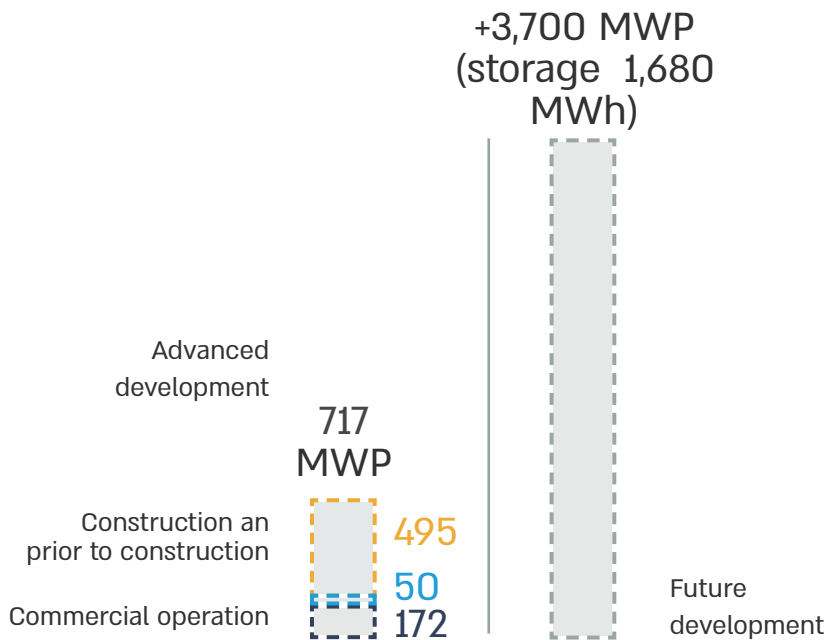 +3,700 MWP
(storage 1,680
MWh)
Advanced
development
717
MWP
Construction an
prior to construction
495
50
Commercial operation
172
Future
development